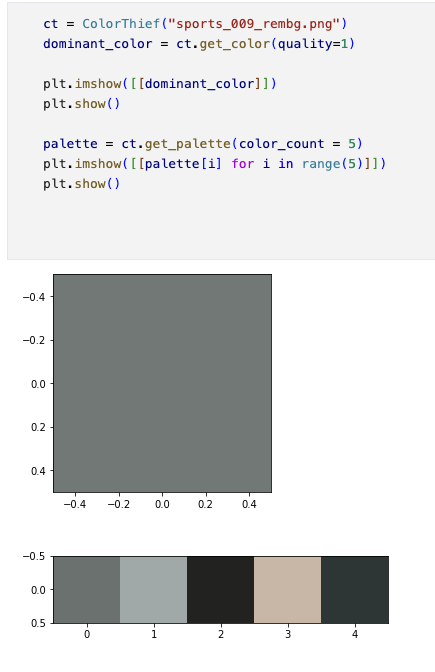 ct = ColorThief("sports_009_rembg.png")
dominant_color = ct.get_color(quality=1)
plt.imshow([[dominant_color]])
plt.show()
palette = ct.get_palette(color_count = 5)
plt.imshow([[palette[i] for i in range(5)]])
plt.show()
−0.4
−0.2
0.0
0.2
0.4
−0.4 −0.2 0.0 0.2 0.4
−0.5
0.0
0.5
0 1 2 3 4